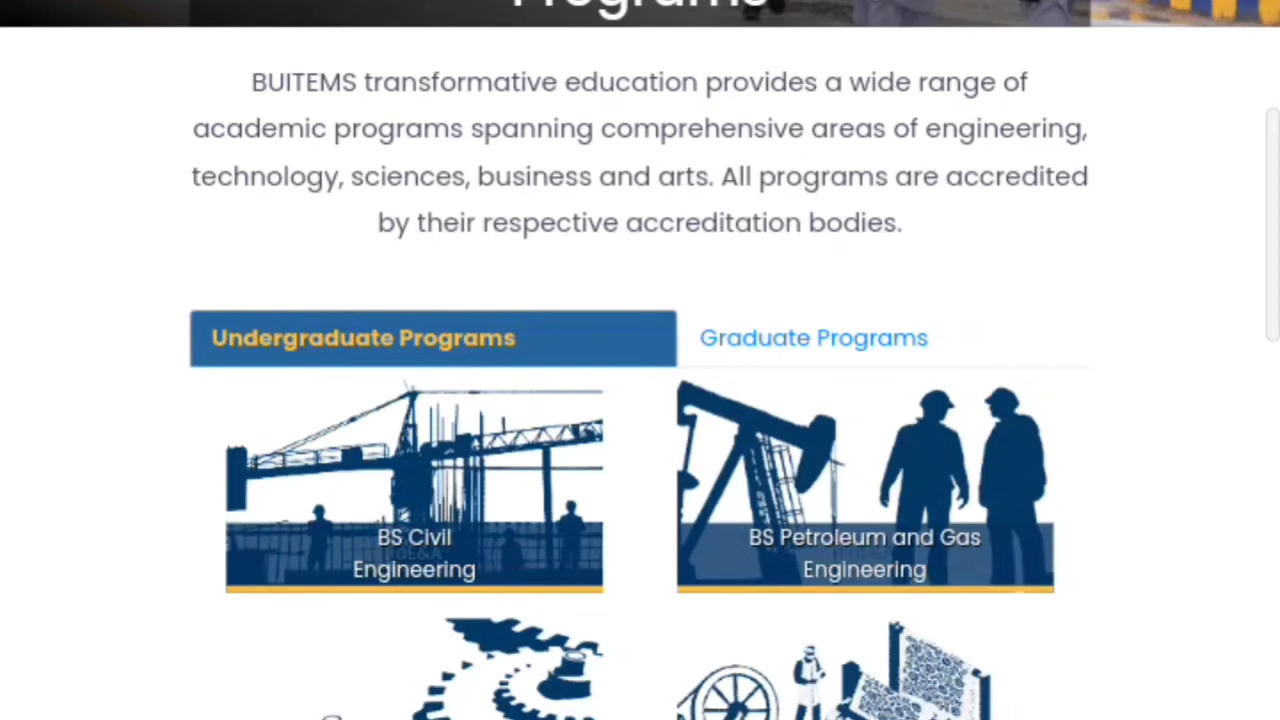 Programs
BUITEMS transformative education provides a wide range of
academic programs spanning comprehensive areas of engineering,
technology, sciences, business and arts. All programs are accredited
by their respective accreditation bodies.
Undergraduate Programs
Graduate Programs
BS Civil
Engineering
BS Petroleum and Gas
Engineering